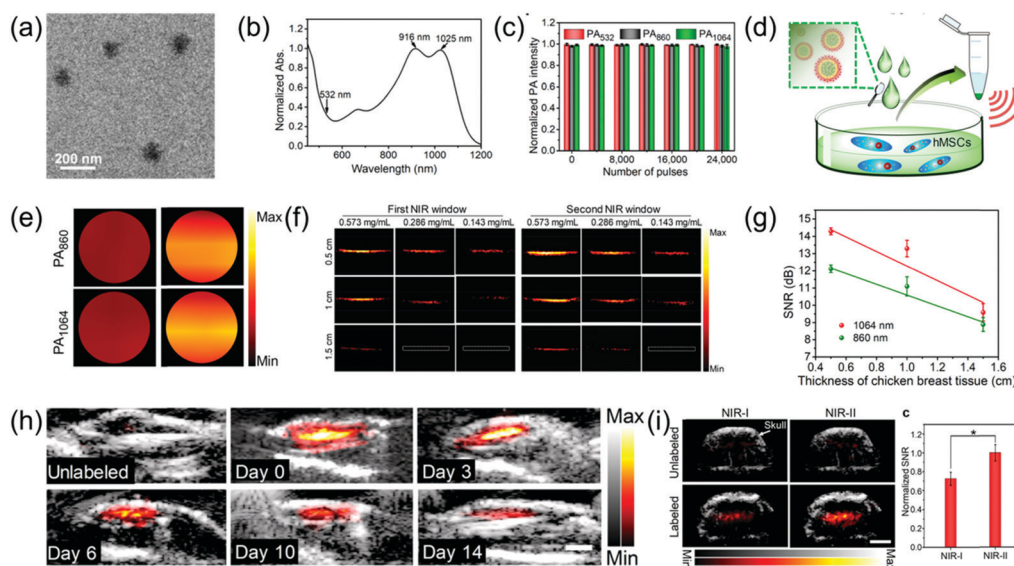 (a)
200 nm
(b)
Normalized Abs.
1.0
0.8
0.6
0.4
0.2
0.0
532 nm
916 nm
1025 nm
600
800
1000
1200
Wavelength (nm)
(c)
Normalized PA intensity
1.4
1.2
1.0
0.8
0.6
0.4
0.2
0.0
PA532 PA860 PA1064
0
8,000
16,000
24,000
Number of pulses
(d)
hMSCs
(e)
PA860
PA1064
Max
Min
(f)
First NIR window
Second NIR window
0.573 mg/mL 0.286 mg/mL 0.143 mg/mL
0.573 mg/mL 0.286 mg/mL 0.143 mg/mL
0.5 cm
1 cm
1.5 cm
Max
Min
(g)
SNR (dB)
15
14
13
12
11
10
9
8
1064 nm
860 nm
0.4 0.6 0.8 1.0 1.2 1.4 1.6
Thickness of chicken breast tissue (cm)
(h)
Unlabeled
Day 0
Day 3
Day 6
Day 10
Day 14
Max
Min
(i)
NIR-I
NIR-II
Skull
Unlabeled
Labeled
Min
Max
c
Normalized SNR
1.2
1.0
0.8
0.6
0.4
0.2
0.0
*
NIR-I
NIR-II